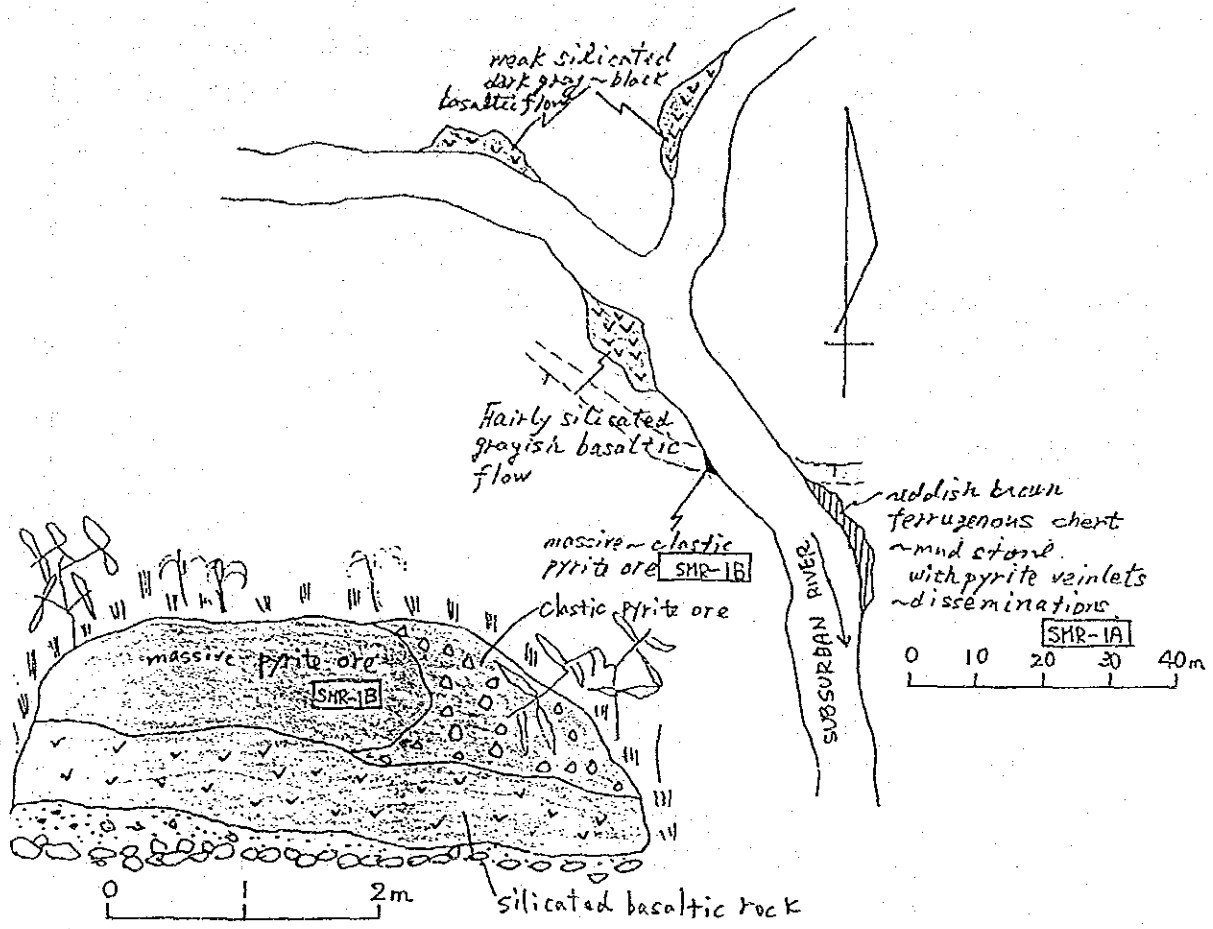 weak silicated
dark gray~black
basaltic flow
Fairly silicated
grayish basaltic
flow
massive~clastic
pyrite ore SMR-1B
reddish brown
ferrugenous chert
~mud stone
with pyrite veinlets
~disseminations
SMR-1A
0 10 20 30 40m
SUBSURBAN RIVER
clastic pyrite ore
massive pyrite ore
SMR-1B
silicated basaltic rock
0 1 2m